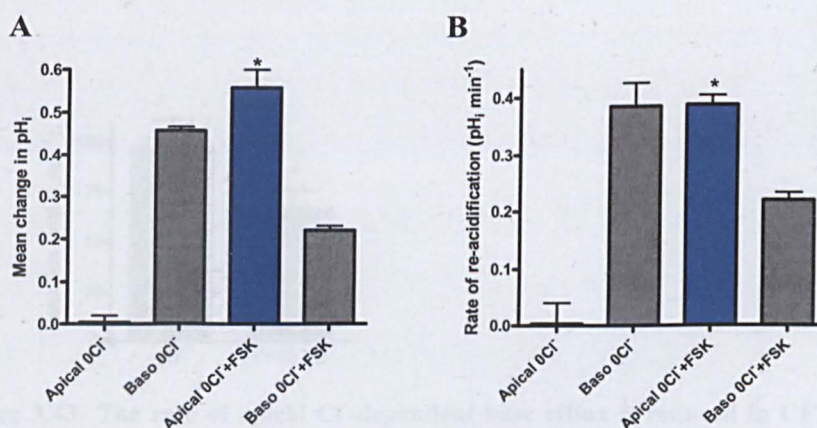 A
Mean change in pHi
0.6
0.5
0.4
0.3
0.2
0.1
0.0
*
Apical 0Cl⁻
Baso 0Cl⁻
Apical 0Cl⁻+FSK
Baso 0Cl⁻+FSK
B
Rate of re-acidification (pHi min⁻¹)
0.4
0.3
0.2
0.1
0.0
*
Apical 0Cl⁻
Baso 0Cl⁻
Apical 0Cl⁻+FSK
Baso 0Cl⁻+FSK